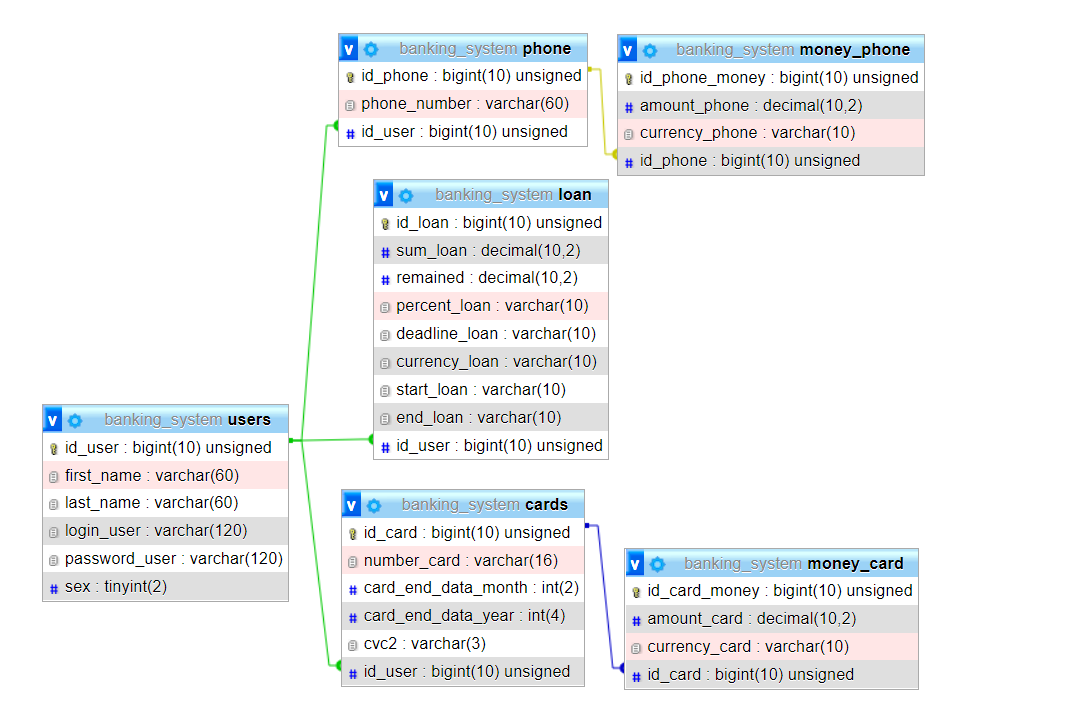 banking_system phone
id_phone : bigint(10) unsigned
phone_number : varchar(60)
id_user : bigint(10) unsigned
banking_system money_phone
id_phone_money : bigint(10) unsigned
amount_phone : decimal(10,2)
currency_phone : varchar(10)
id_phone : bigint(10) unsigned
banking_system loan
id_loan : bigint(10) unsigned
sum_loan : decimal(10,2)
remained : decimal(10,2)
percent_loan : varchar(10)
deadline_loan : varchar(10)
currency_loan : varchar(10)
start_loan : varchar(10)
end_loan : varchar(10)
id_user : bigint(10) unsigned
banking_system users
id_user : bigint(10) unsigned
first_name : varchar(60)
last_name : varchar(60)
login_user : varchar(120)
password_user : varchar(120)
sex : tinyint(2)
banking_system cards
id_card : bigint(10) unsigned
number_card : varchar(16)
card_end_data_month : int(2)
card_end_data_year : int(4)
cvc2 : varchar(3)
id_user : bigint(10) unsigned
banking_system money_card
id_card_money : bigint(10) unsigned
amount_card : decimal(10,2)
currency_card : varchar(10)
id_card : bigint(10) unsigned